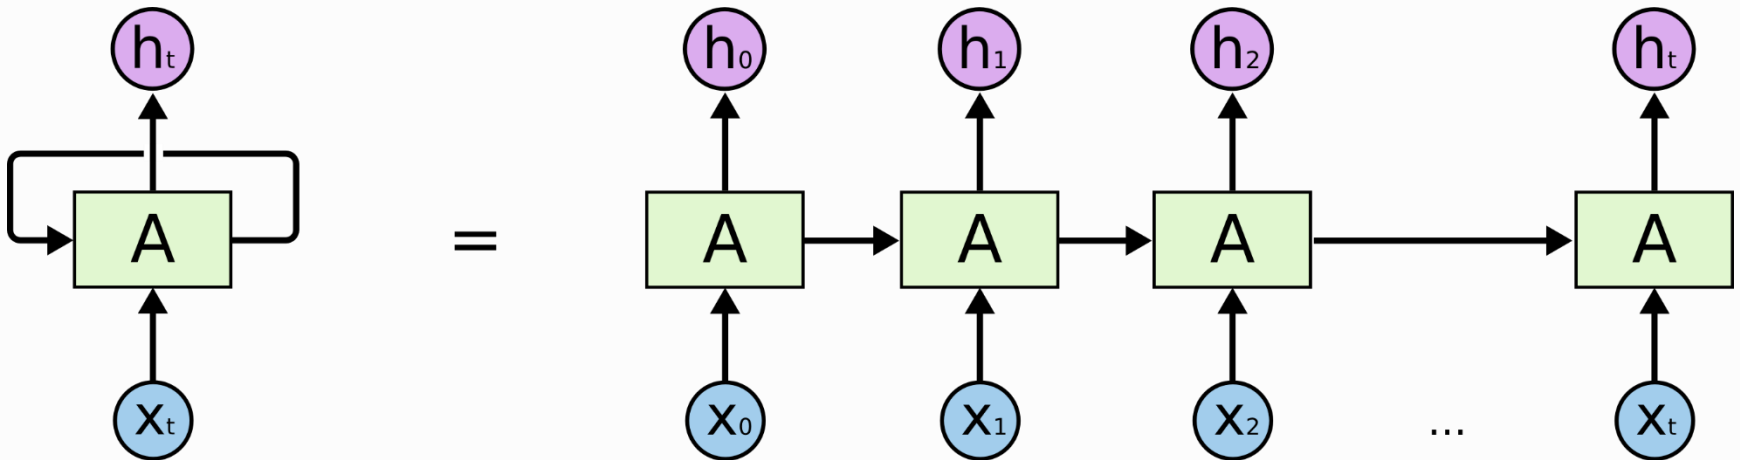 ht h0 h1 h2 ht
A = A A A A
xt x0 x1 x2 ... xt